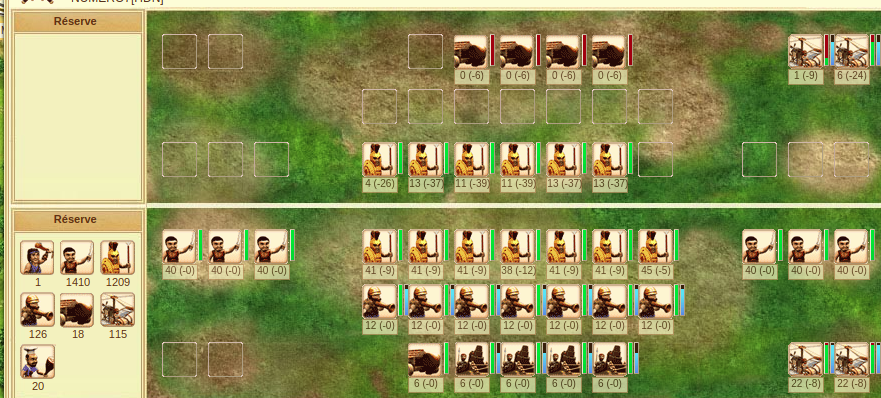 NUMERO1[HDN]
Réserve
0 (-6) 0 (-6) 0 (-6) 0 (-6) 1 (-9) 6 (-24)
4 (-26) 13 (-37) 11 (-39) 11 (-39) 13 (-37) 13 (-37)
Réserve
1 1410 1209
126 18 115
20
40 (-0) 40 (-0) 40 (-0) 41 (-9) 41 (-9) 41 (-9) 38 (-12) 41 (-9) 41 (-9) 45 (-5) 40 (-0) 40 (-0) 40 (-0)
12 (-0) 12 (-0) 12 (-0) 12 (-0) 12 (-0) 12 (-0) 12 (-0)
6 (-0) 6 (-0) 6 (-0) 6 (-0) 6 (-0) 22 (-8) 22 (-8)